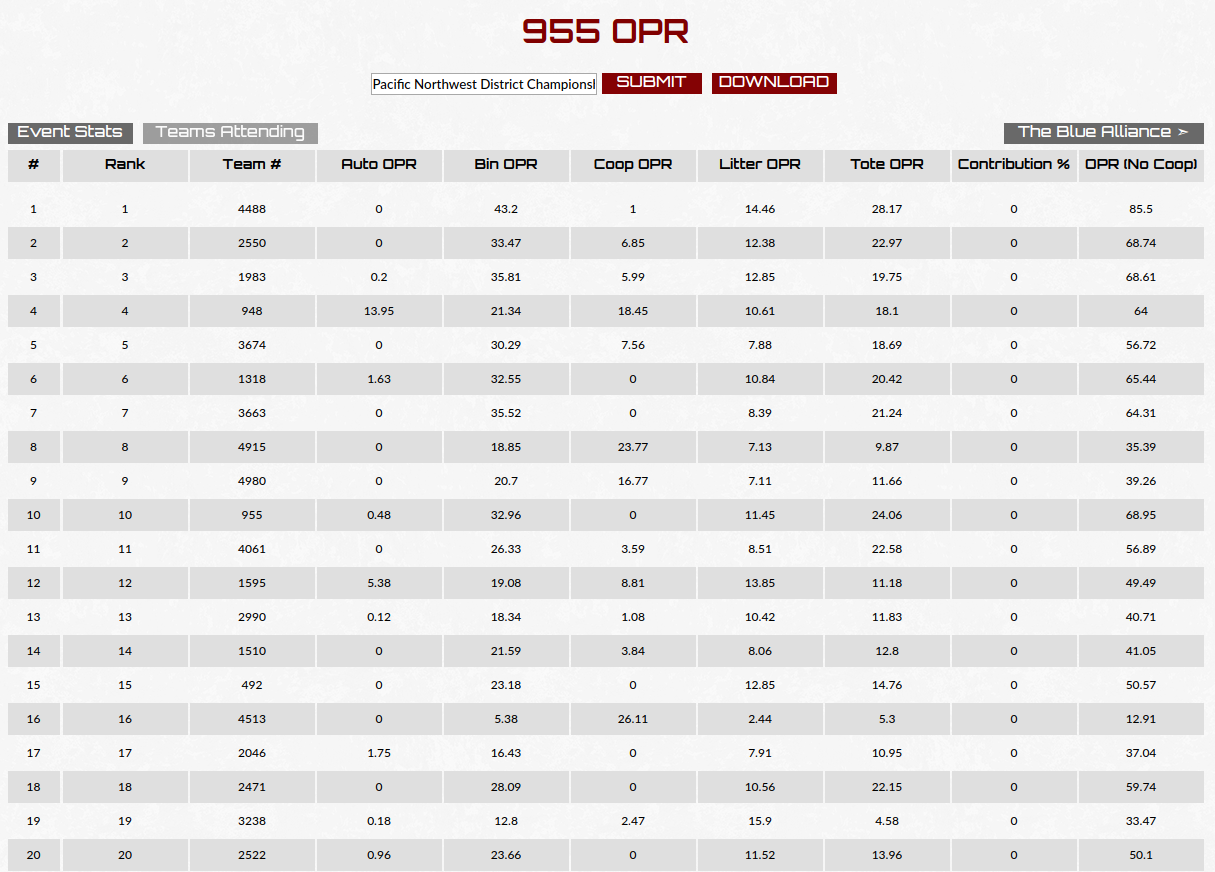 955 OPR
Pacific Northwest District Championsl SUBMIT DOWNLOAD
Event Stats Teams Attending The Blue Alliance ➣
# Rank Team # Auto OPR Bin OPR Coop OPR Litter OPR Tote OPR Contribution % OPR (No Coop)
1 1 4488 0 43.2 1 14.46 28.17 0 85.5
2 2 2550 0 33.47 6.85 12.38 22.97 0 68.74
3 3 1983 0.2 35.81 5.99 12.85 19.75 0 68.61
4 4 948 13.95 21.34 18.45 10.61 18.1 0 64
5 5 3674 0 30.29 7.56 7.88 18.69 0 56.72
6 6 1318 1.63 32.55 0 10.84 20.42 0 65.44
7 7 3663 0 35.52 0 8.39 21.24 0 64.31
8 8 4915 0 18.85 23.77 7.13 9.87 0 35.39
9 9 4980 0 20.7 16.77 7.11 11.66 0 39.26
10 10 955 0.48 32.96 0 11.45 24.06 0 68.95
11 11 4061 0 26.33 3.59 8.51 22.58 0 56.89
12 12 1595 5.38 19.08 8.81 13.85 11.18 0 49.49
13 13 2990 0.12 18.34 1.08 10.42 11.83 0 40.71
14 14 1510 0 21.59 3.84 8.06 12.8 0 41.05
15 15 492 0 23.18 0 12.85 14.76 0 50.57
16 16 4513 0 5.38 26.11 2.44 5.3 0 12.91
17 17 2046 1.75 16.43 0 7.91 10.95 0 37.04
18 18 2471 0 28.09 0 10.56 22.15 0 59.74
19 19 3238 0.18 12.8 2.47 15.9 4.58 0 33.47
20 20 2522 0.96 23.66 0 11.52 13.96 0 50.1